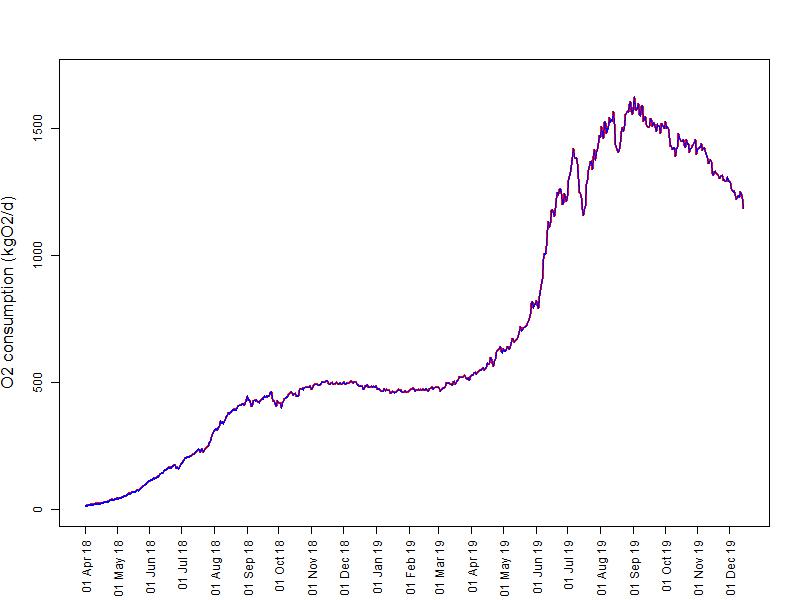 O2 consumption (kgO2/d)
1500
1000
500
0
01 Apr 18
01 May 18
01 Jun 18
01 Jul 18
01 Aug 18
01 Sep 18
01 Oct 18
01 Nov 18
01 Dec 18
01 Jan 19
01 Feb 19
01 Mar 19
01 Apr 19
01 May 19
01 Jun 19
01 Jul 19
01 Aug 19
01 Sep 19
01 Oct 19
01 Nov 19
01 Dec 19